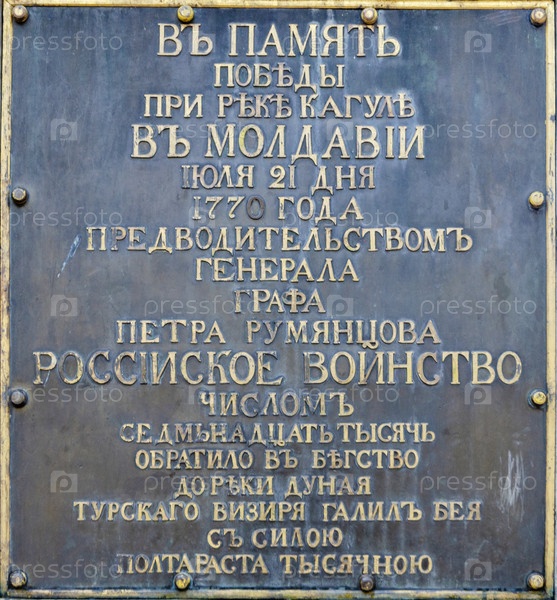 ВЪ ПАМЯТЬ
ПОБѢДЫ
ПРИ РѢКѢ КАГУЛѢ
ВЪ МОЛДАВІИ
ІЮЛЯ 21 ДНЯ
1770 ГОДА
ПРЕДВОДИТЕЛЬСТВОМЪ
ГЕНЕРАЛА
ГРАФА
ПЕТРА РУМЯНЦОВА
РОССІЙСКОЕ ВОИНСТВО
ЧИСЛОМЪ
СЕДМЬНАДЦАТЬ ТЫСЯЧЬ
ОБРАТИЛО ВЪ БѢГСТВО
ДО РѢКИ ДУНАЯ
ТУРСКАГО ВИЗИРЯ ГАЛИЛЪ БЕЯ
СЪ СИЛОЮ
ПОЛТАРАСТА ТЫСЯЧНОЮ